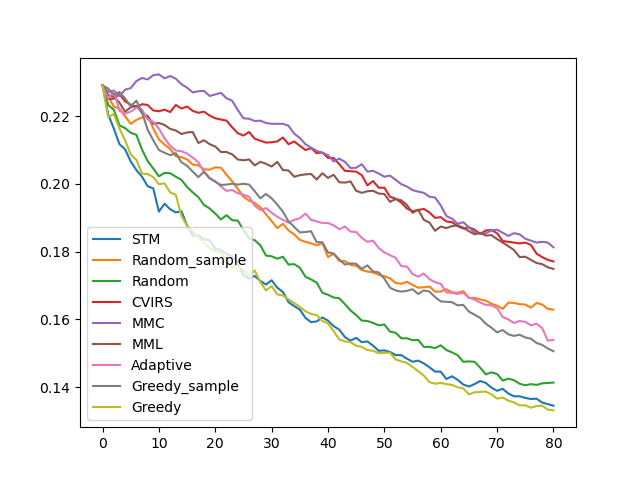 0.22
0.20
0.18
0.16
0.14
STM
Random_sample
Random
CVIRS
MMC
MML
Adaptive
Greedy_sample
Greedy
0 10 20 30 40 50 60 70 80